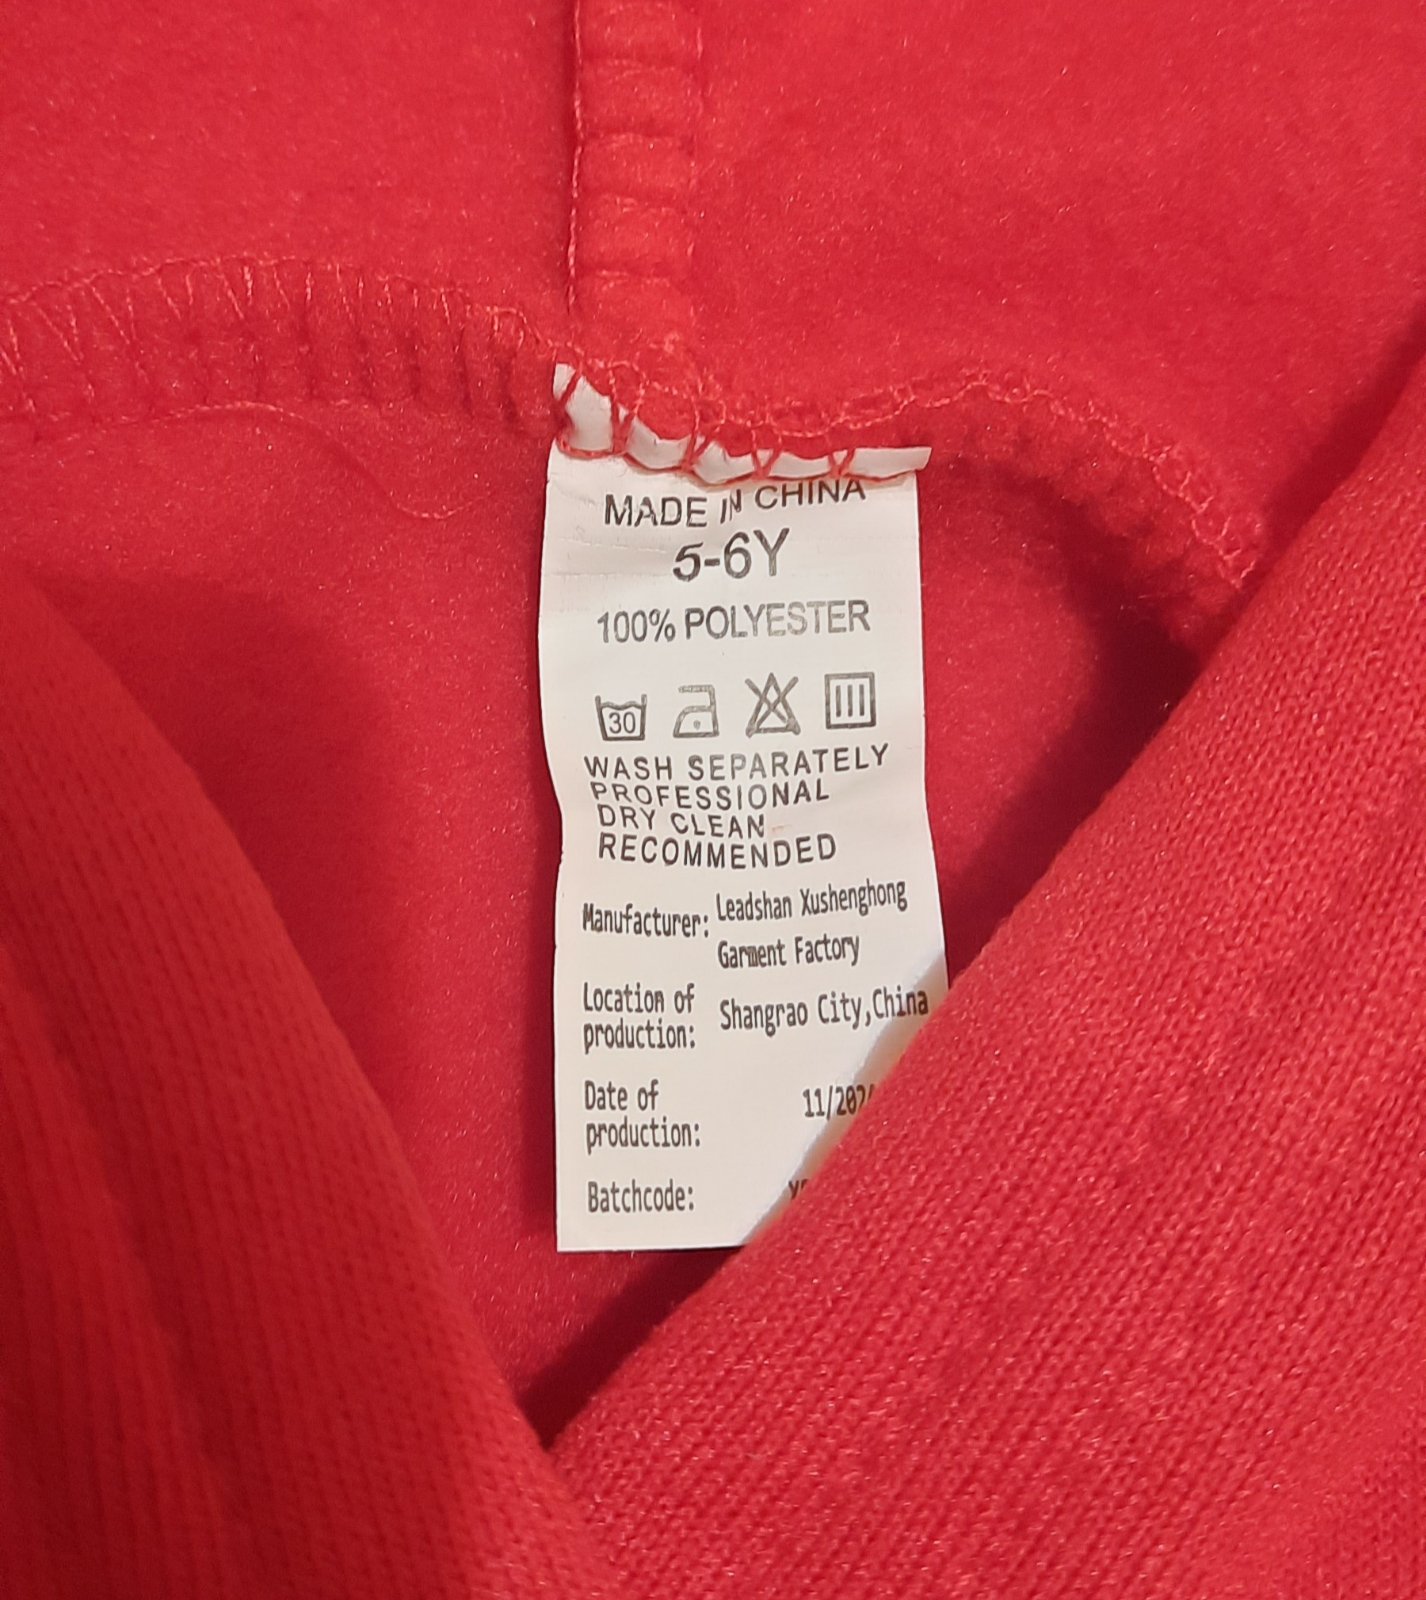 MADE IN CHINA
5-6Y
100% POLYESTER
30
WASH SEPARATELY
PROFESSIONAL
DRY CLEAN
RECOMMENDED
Manufacturer: Leadshan Xushenghong
Garment Factory
Location of
production: Shangrao City,China
Date of
production:
Batchcode: